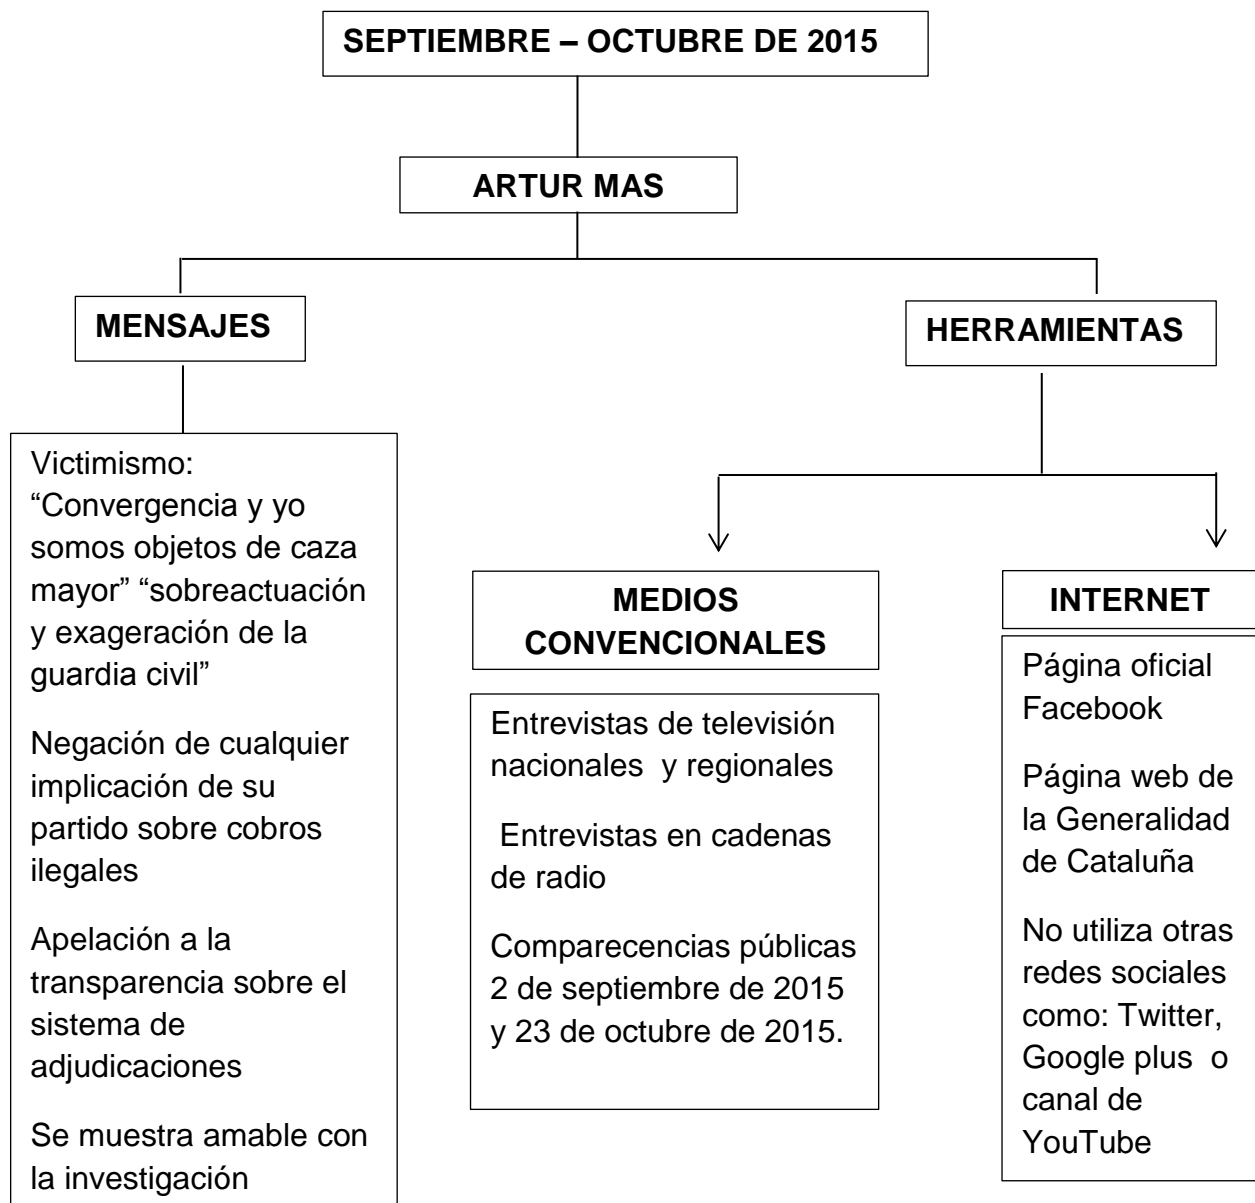 SEPTIEMBRE – OCTUBRE DE 2015
ARTUR MAS
MENSAJES
Victimismo:
“Convergencia y yo
somos objetos de caza
mayor” “sobreactuación
y exageración de la
guardia civil”
Negación de cualquier
implicación de su
partido sobre cobros
ilegales
Apelación a la
transparencia sobre el
sistema de
adjudicaciones
Se muestra amable con
la investigación
HERRAMIENTAS
MEDIOS
CONVENCIONALES
Entrevistas de televisión
nacionales y regionales
Entrevistas en cadenas
de radio
Comparecencias públicas
2 de septiembre de 2015
y 23 de octubre de 2015.
INTERNET
Página oficial
Facebook
Página web de
la Generalidad
de Cataluña
No utiliza otras
redes sociales
como: Twitter,
Google plus o
canal de
YouTube